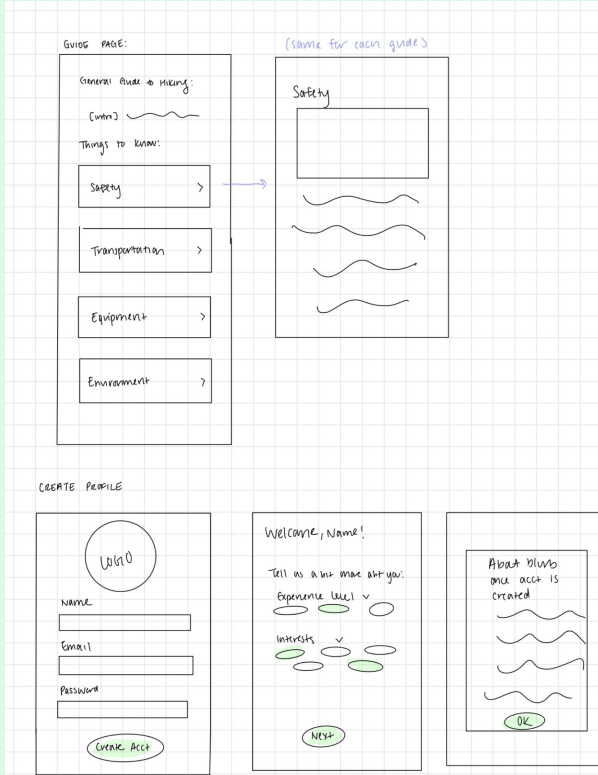 GUIDE PAGE:
(same for each guide)
General Guide to Hiking:
[intro]
Things to know:
Safety >
Transportation >
Equipment >
Environment >
Safety
CREATE PROFILE
LOGO
Name
Email
Password
Create Acct
Welcome, Name!
Tell us a bit more abt you:
Experience level
Interests
Next
About blurb
once acct is
created
OK